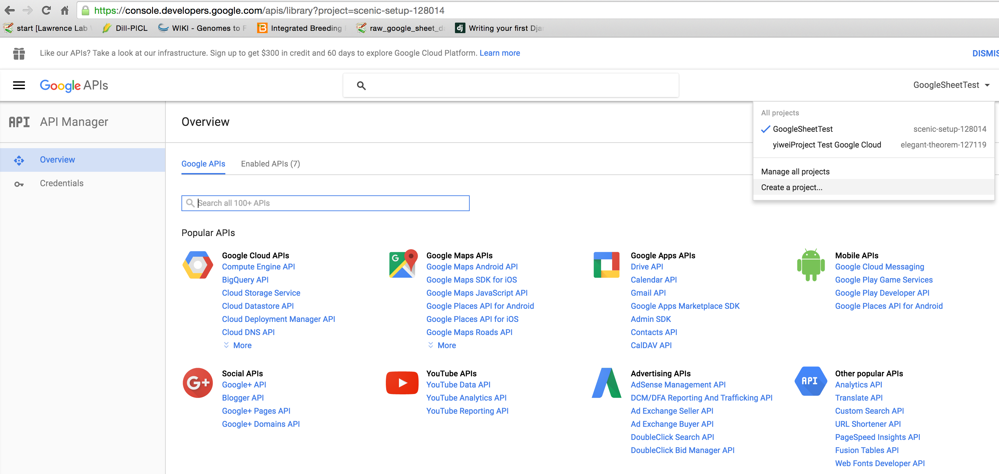 https://console.developers.google.com/apis/library?project=scenic-setup-128014
start [Lawrence Lab
Dill-PICL
WIKI - Genomes to
Integrated Breeding
raw_google_sheet_d
Writing your first
Like our APIs? Take a look at our infrastructure. Sign up to get $300 in credit and 60 days to explore Google Cloud Platform. Learn more
DISMIS
Google APIs
GoogleSheetTest
API API Manager
Overview
Credentials
Overview
Google APIs
Enabled APIs (7)
Search all 100+ APIs
All projects
GoogleSheetTest scenic-setup-128014
yiweiProject Test Google Cloud elegant-theorem-127119
Manage all projects
Create a project...
Popular APIs
Google Cloud APIs
Compute Engine API
BigQuery API
Cloud Storage Service
Cloud Datastore API
Cloud Deployment Manager API
Cloud DNS API
More
G
Google Maps APIs
Google Maps Android API
Google Maps SDK for iOS
Google Maps JavaScript API
Google Places API for Android
Google Places API for iOS
Google Maps Roads API
More
Google Apps APIs
Drive API
Calendar API
Gmail API
Google Apps Marketplace SDK
Admin SDK
Contacts API
CalDAV API
Mobile APIs
Google Cloud Messaging
Google Play Game Services
Google Play Developer API
Google Places API for Android
G+
Social APIs
Google+ API
Blogger API
Google+ Pages API
Google+ Domains API
YouTube APIs
YouTube Data API
YouTube Analytics API
YouTube Reporting API
Advertising APIs
AdSense Management API
DCM/DFA Reporting And Trafficking API
Ad Exchange Seller API
Ad Exchange Buyer API
DoubleClick Search API
DoubleClick Bid Manager API
API
Other popular APIs
Analytics API
Translate API
Custom Search API
URL Shortener API
PageSpeed Insights API
Fusion Tables API
Web Fonts Developer API